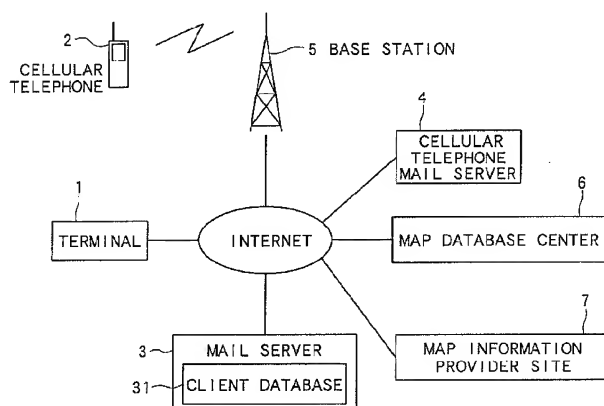 2
CELLULAR
TELEPHONE
5 BASE STATION
4
CELLULAR
TELEPHONE
MAIL SERVER
1
TERMINAL
INTERNET
6
MAP DATABASE CENTER
3
MAIL SERVER
31
CLIENT DATABASE
7
MAP INFORMATION
PROVIDER SITE